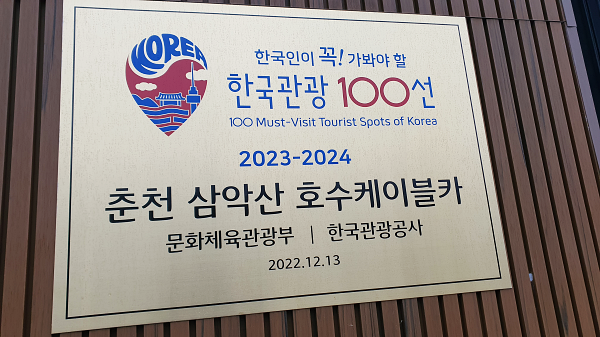 KOREA
한국인이 꼭! 가봐야 할
한국관광 100선
100 Must-Visit Tourist Spots of Korea
2023-2024
춘천 삼악산 호수케이블카
문화체육관광부 | 한국관광공사
2022.12.13